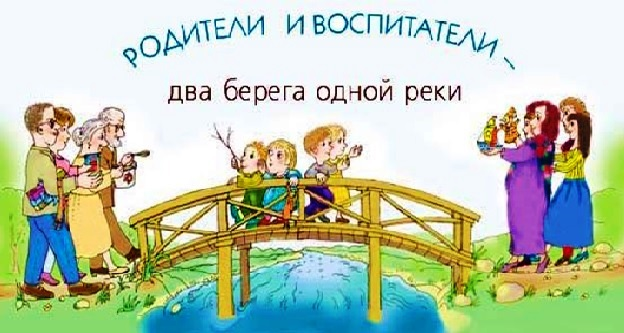 РОДИТЕЛИ И ВОСПИТАТЕЛИ –
два берега одной реки